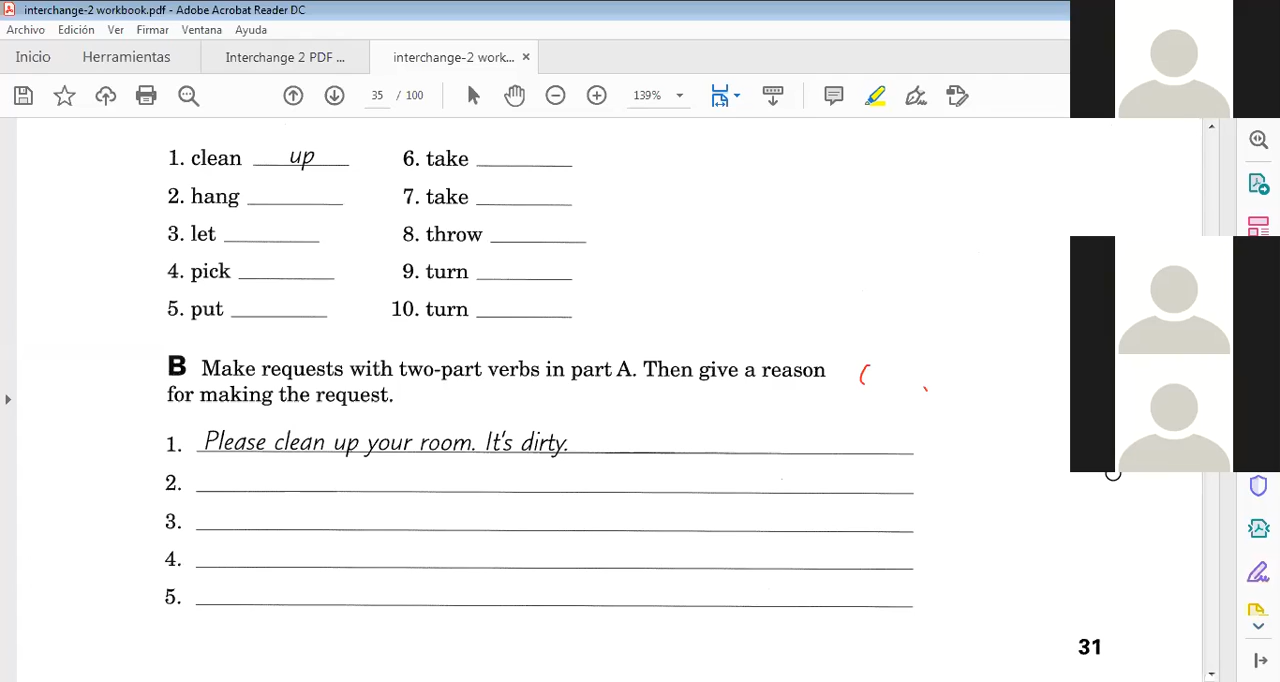 interchange-2 workbook.pdf - Adobe Acrobat Reader DC
Archivo Edición Ver Firmar Ventana Ayuda
Inicio Herramientas Interchange 2 PDF ... interchange-2 work... ×
35 / 100 139%
1. clean up 6. take
2. hang 7. take
3. let 8. throw
4. pick 9. turn
5. put 10. turn
B Make requests with two-part verbs in part A. Then give a reason
for making the request.
1. Please clean up your room. It's dirty.
2.
3.
4.
5.
31